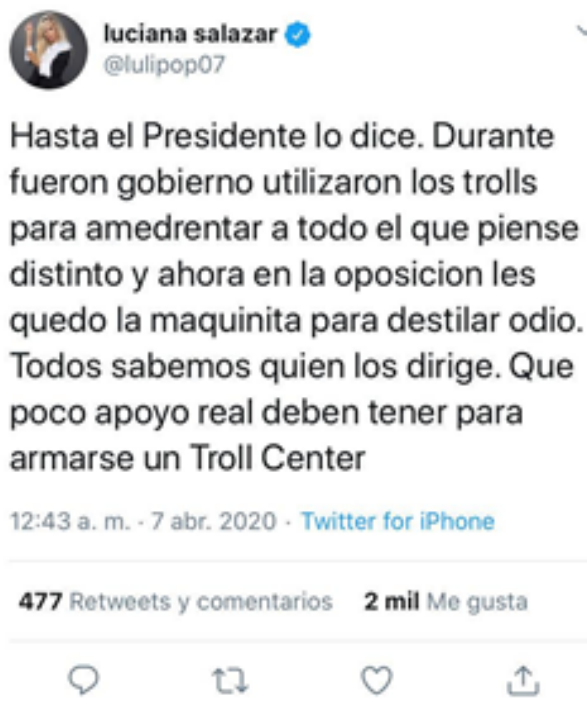 luciana salazar
@lulipop07
Hasta el Presidente lo dice. Durante
fueron gobierno utilizaron los trolls
para amedrentar a todo el que piense
distinto y ahora en la oposicion les
quedo la maquinita para destilar odio.
Todos sabemos quien los dirige. Que
poco apoyo real deben tener para
armarse un Troll Center
12:43 a. m. · 7 abr. 2020 · Twitter for iPhone
477 Retweets y comentarios 2 mil Me gusta